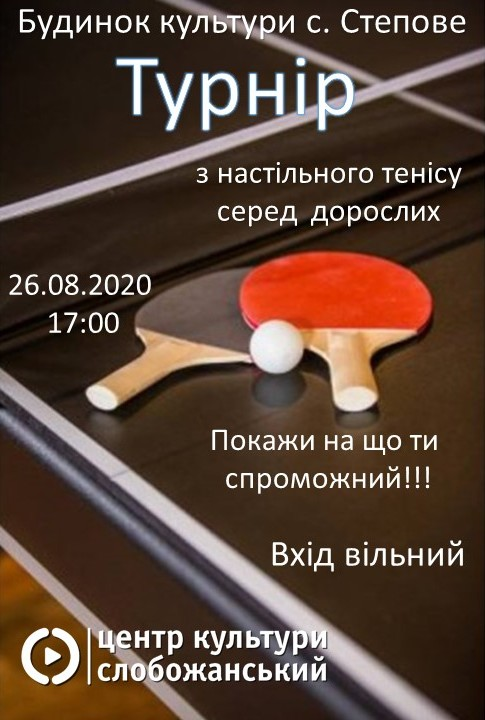 Будинок культури с. Степове
Турнір
з настільного тенісу
серед дорослих
26.08.2020
17:00
Покажи на що ти
спроможний!!!
Вхід вільний
центр культури
слобожанський